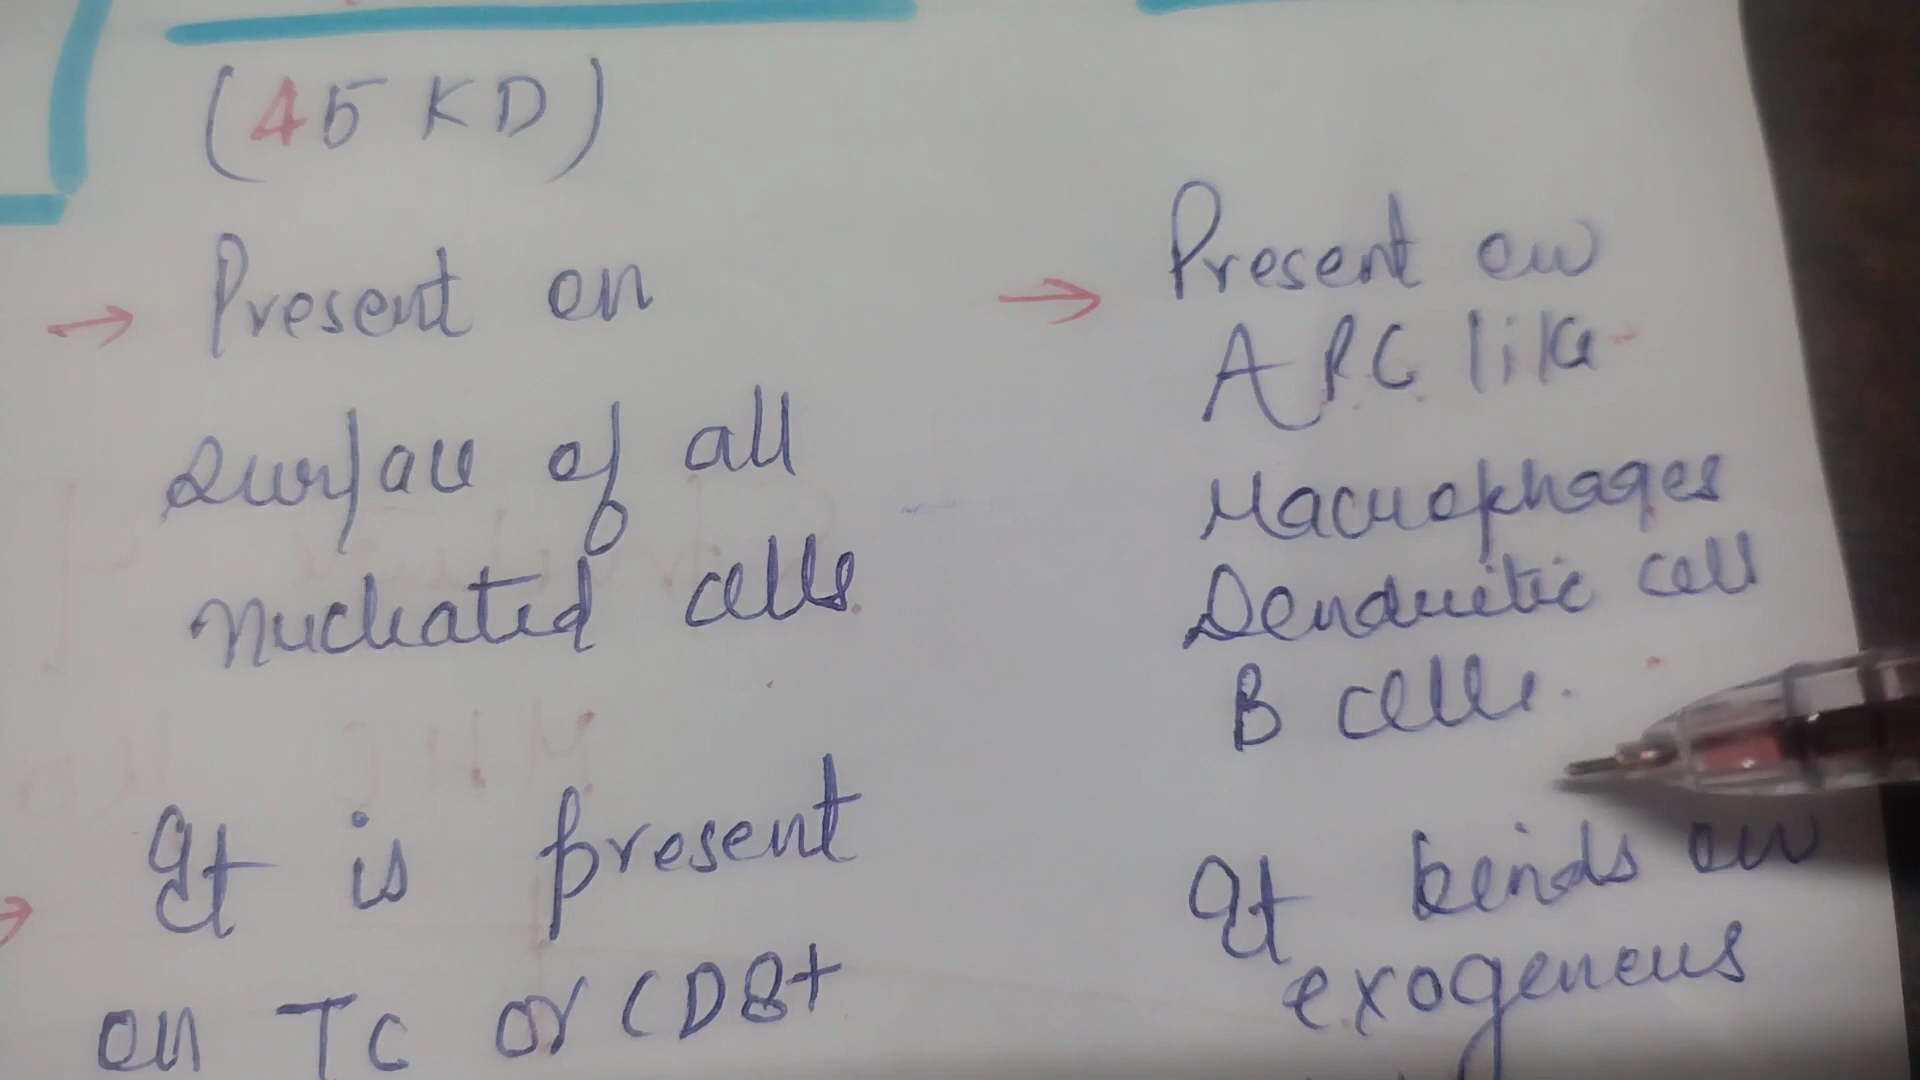 (45 KD)
→ Present on
surface of all
nucleated cells
→ It is present
on Tc or CD8+
→ Present on
APC like
Macrophages
Dendritic cell
B cells.
It binds on
exogeneus